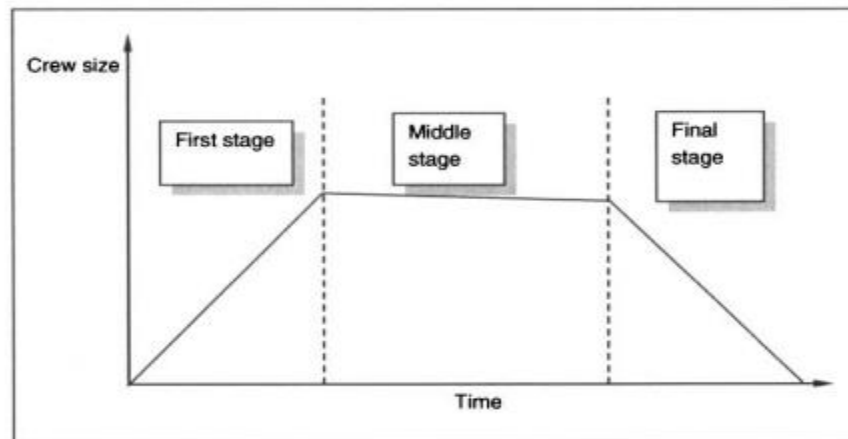 Crew size
First stage
Middle
stage
Final
stage
Time